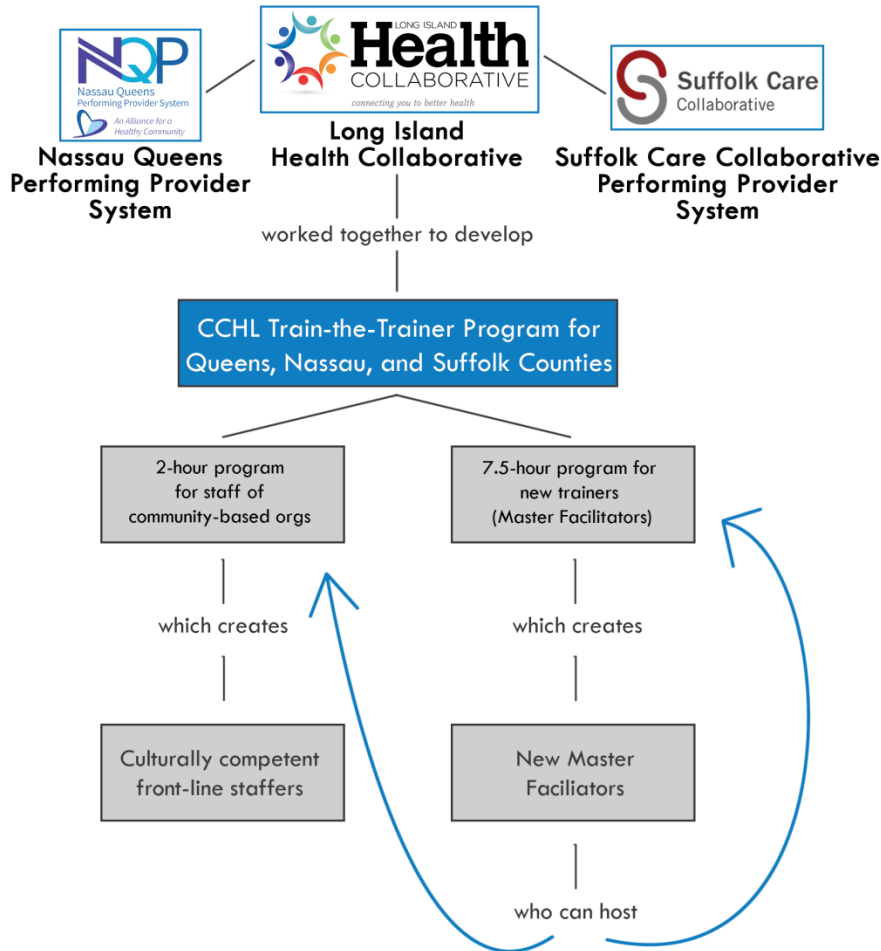 NQP
Nassau Queens
Performing Provider System
An Alliance for a
Healthy Community
LONG ISLAND
Health
COLLABORATIVE
connecting you to better health
Suffolk Care
Collaborative
Nassau Queens
Performing Provider
System
Long Island
Health Collaborative
Suffolk Care Collaborative
Performing Provider
System
worked together to develop
CCHL Train-the-Trainer Program for
Queens, Nassau, and Suffolk Counties
2-hour program
for staff of
community-based orgs
7.5-hour program for
new trainers
(Master Facilitators)
which creates
which creates
Culturally competent
front-line staffers
New Master
Faciliators
who can host